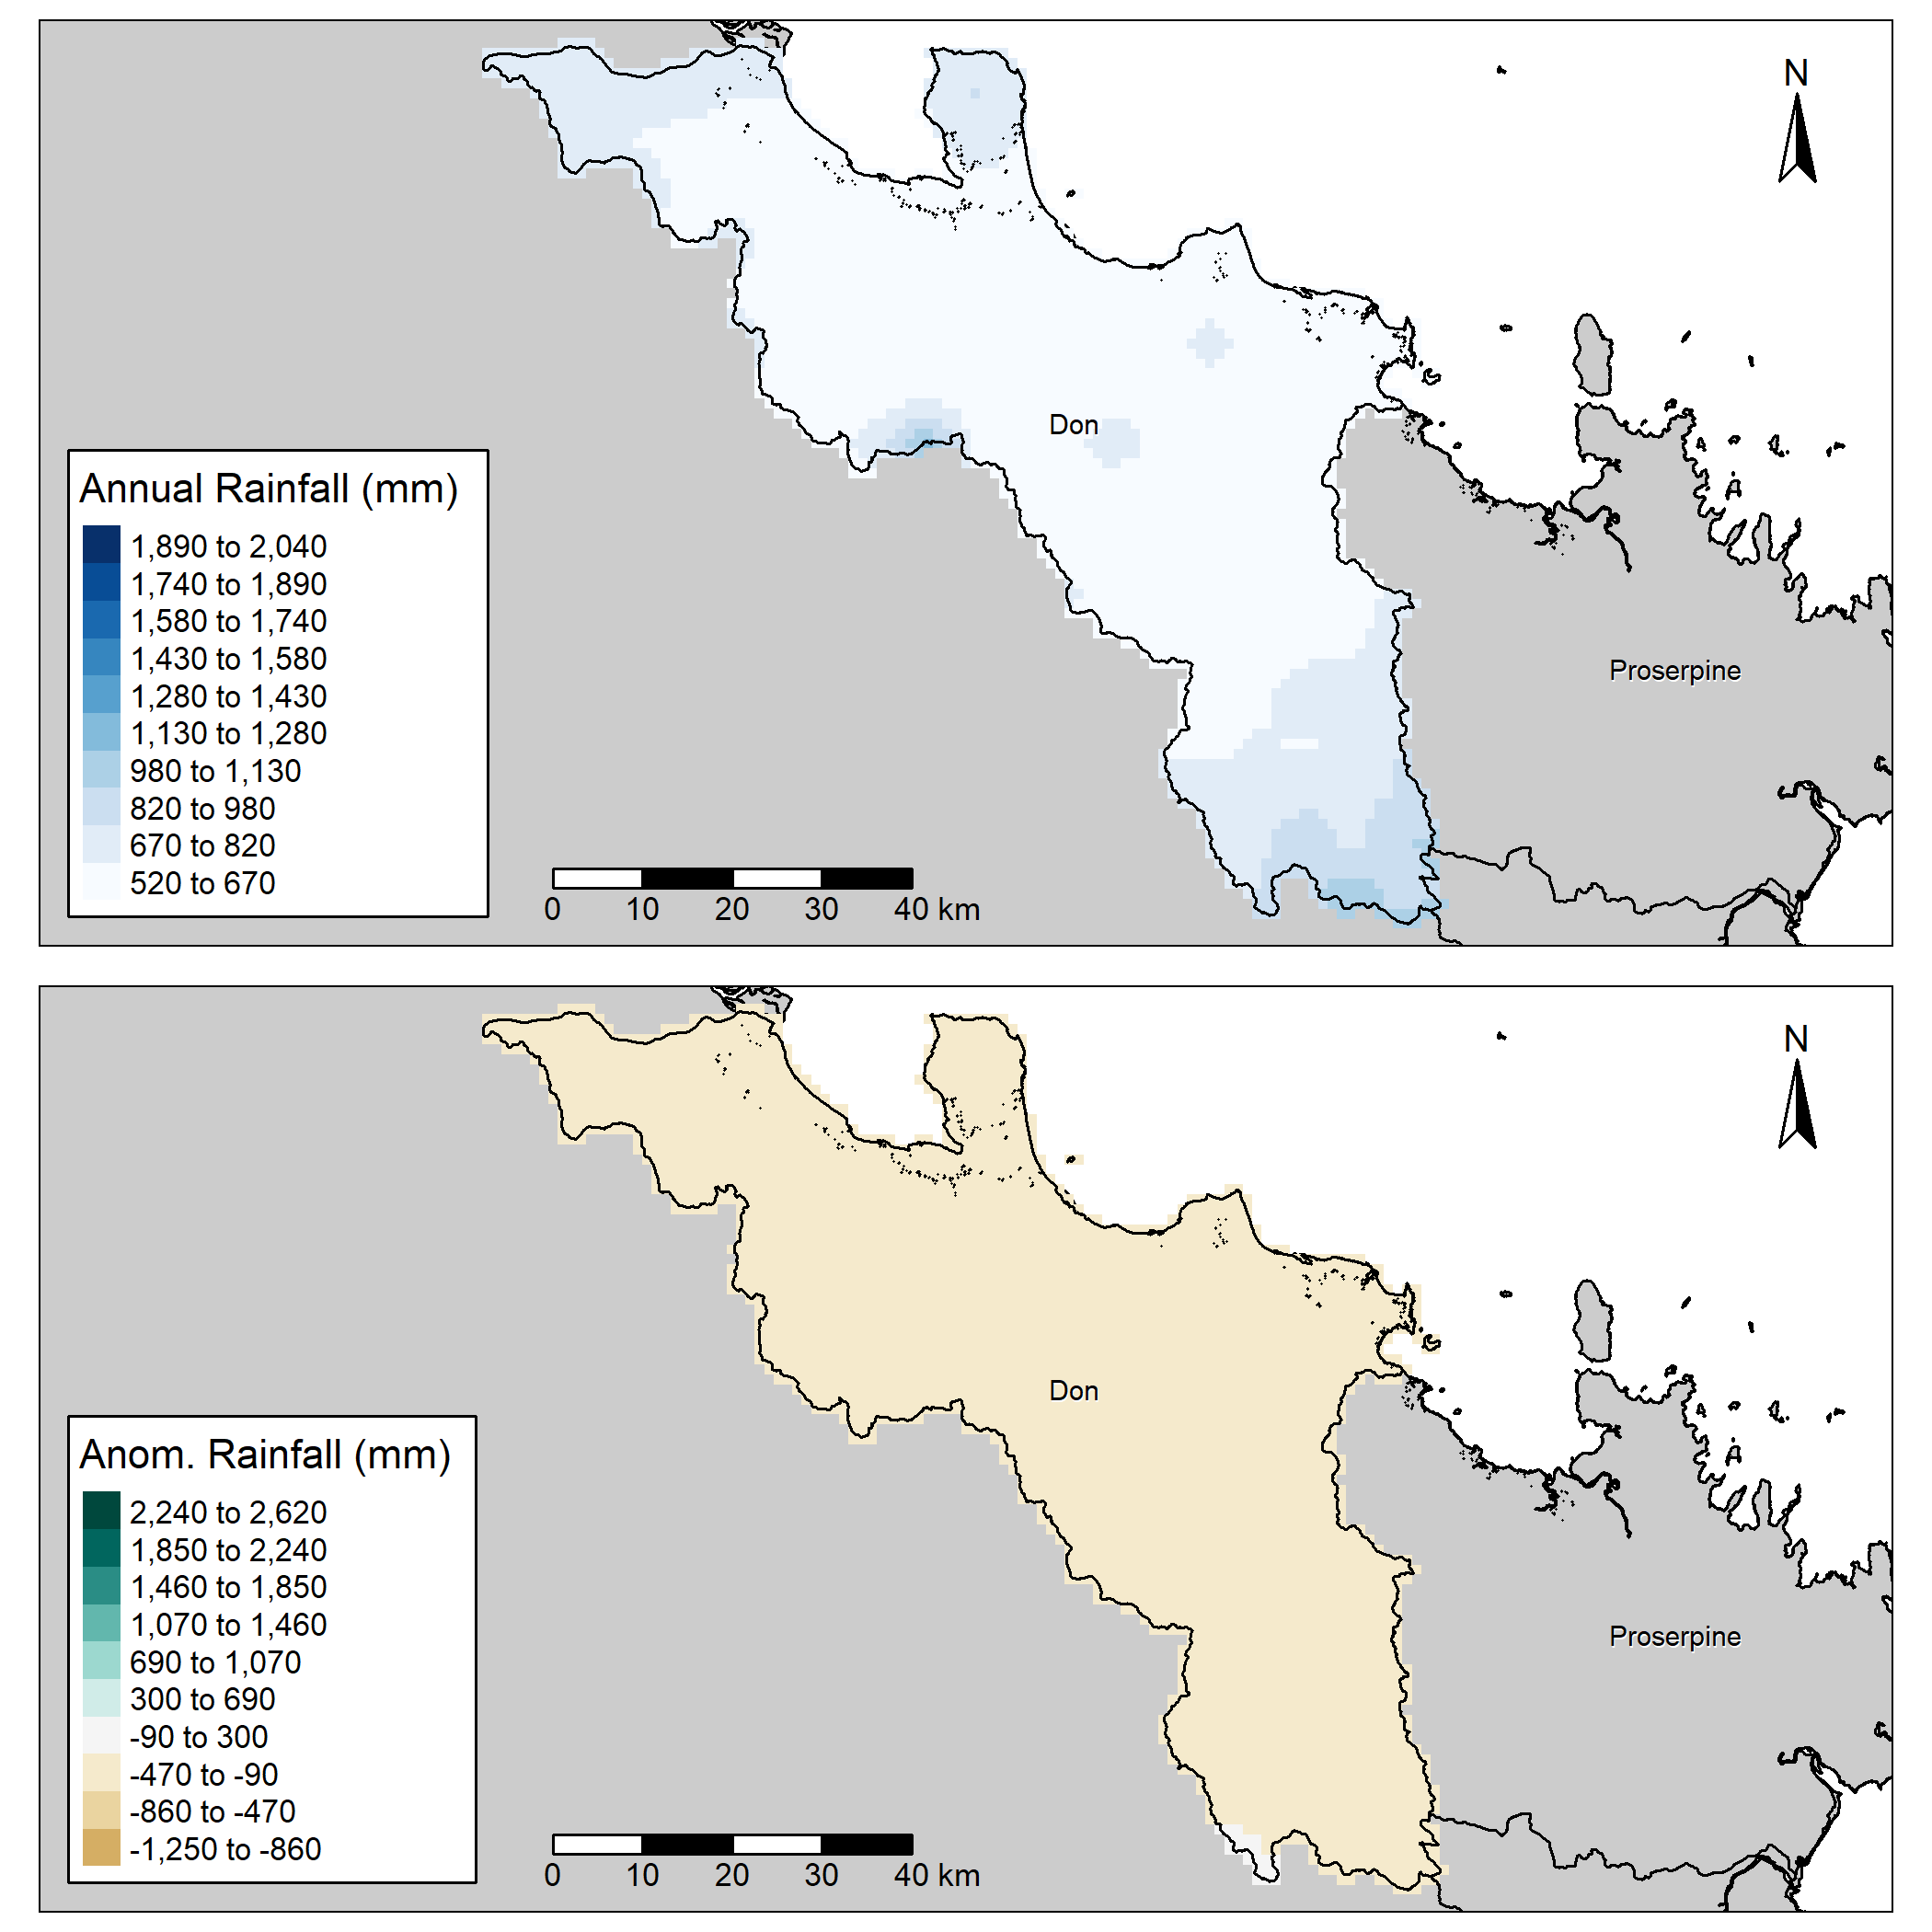 N
Don
Annual Rainfall (mm)
1,890 to 2,040
1,740 to 1,890
1,580 to 1,740
1,430 to 1,580
1,280 to 1,430
1,130 to 1,280
980 to 1,130
820 to 980
670 to 820
520 to 670
Proserpine
0 10 20 30 40 km
N
Don
Anom. Rainfall (mm)
2,240 to 2,620
1,850 to 2,240
1,460 to 1,850
1,070 to 1,460
690 to 1,070
300 to 690
-90 to 300
-470 to -90
-860 to -470
-1,250 to -860
Proserpine
0 10 20 30 40 km